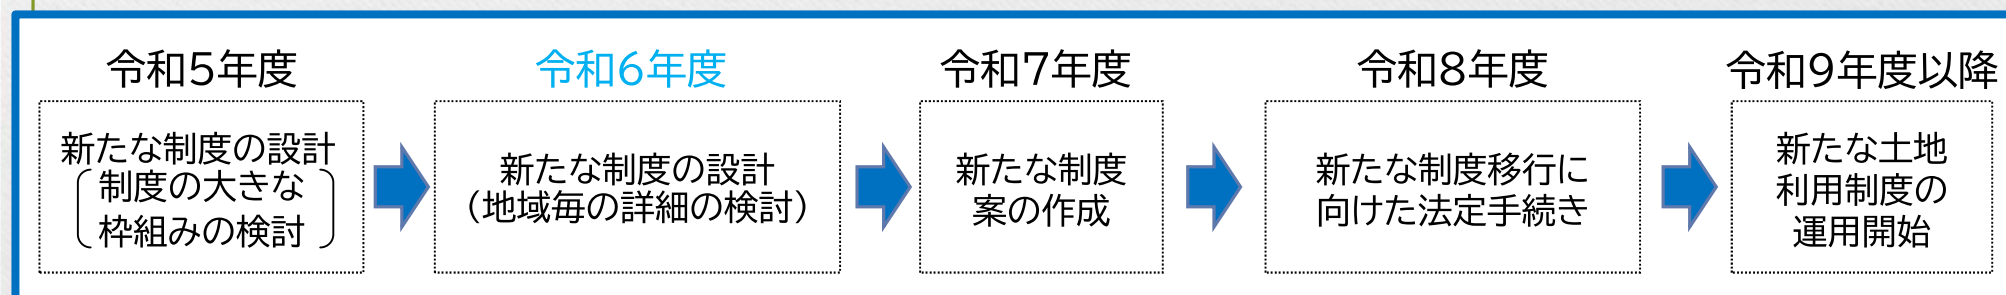 令和5年度
新たな制度の設計
（制度の大きな
枠組みの検討）
令和6年度
新たな制度の設計
（地域毎の詳細の検討）
令和7年度
新たな制度
案の作成
令和8年度
新たな制度移行に
向けた法定手続き
令和9年度以降
新たな土地
利用制度の
運用開始